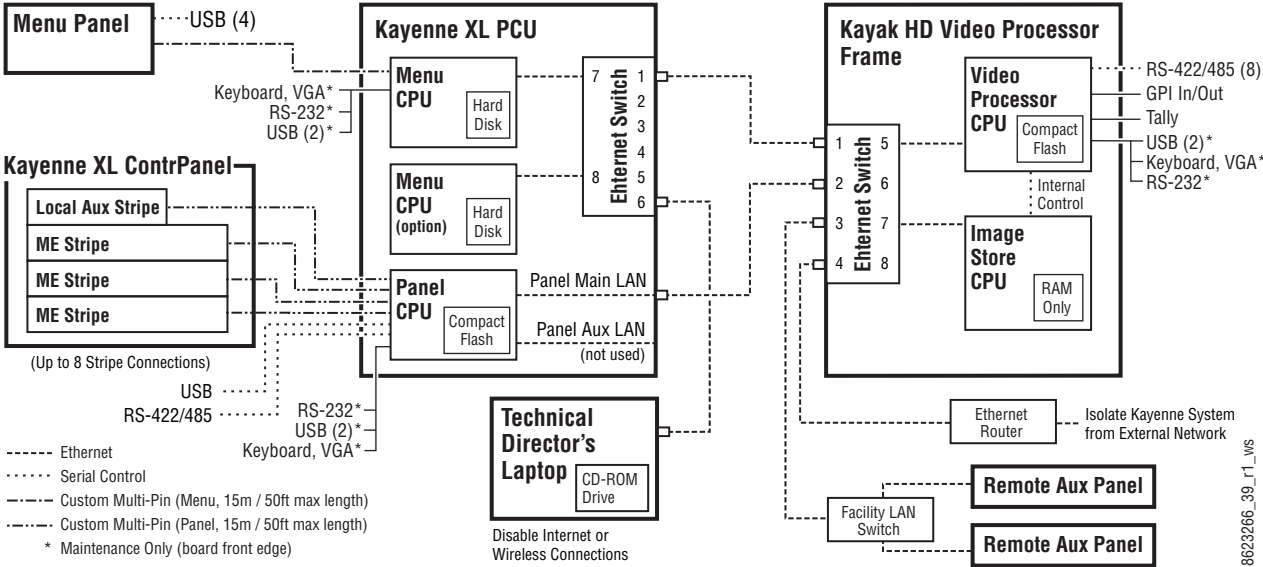 Menu Panel
USB (4)
Kayenne XL PCU
Menu
CPU
Hard
Disk
Keyboard, VGA*
RS-232*
USB (2)*
7
8
Ehternet Switch
1
2
3
4
5
6
Menu
CPU
(option)
Hard
Disk
Kayenne XL ContrPanel
Local Aux Stripe
ME Stripe
ME Stripe
ME Stripe
(Up to 8 Stripe Connections)
USB
RS-422/485
Panel
CPU
Compact
Flash
Panel Main LAN
Panel Aux LAN
(not used)
RS-232*
USB (2)*
Keyboard, VGA*
Kayak HD Video Processor
Frame
Video
Processor
CPU
Compact
Flash
RS-422/485 (8)
GPI In/Out
Tally
USB (2)*
Keyboard, VGA*
RS-232*
1
2
3
4
Ehternet Switch
5
6
7
8
Internal
Control
Image
Store
CPU
RAM
Only
Technical
Director's
Laptop
CD-ROM
Drive
Disable Internet or
Wireless Connections
Ethernet
Router
Isolate Kayenne System
from External Network
Facility LAN
Switch
Remote Aux Panel
Remote Aux Panel
Ethernet
Serial Control
Custom Multi-Pin (Menu, 15m / 50ft max length)
Custom Multi-Pin (Panel, 15m / 50ft max length)
* Maintenance Only (board front edge)
8623266_39_r1_ws